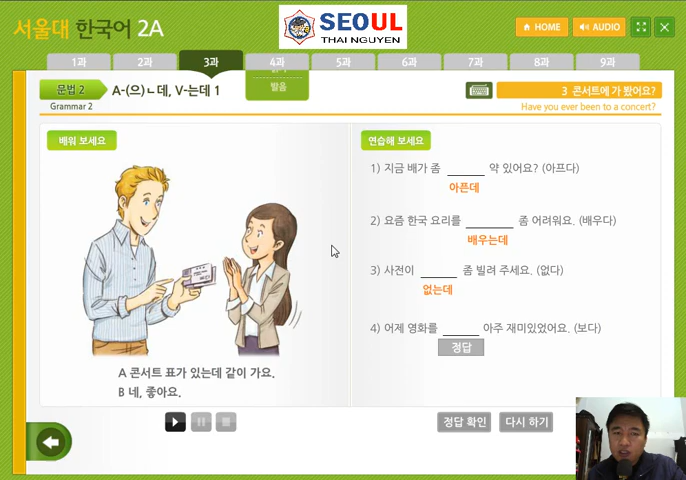 서울대 한국어 2A
SEOUL
THAI NGUYEN
HOME
AUDIO
1과
2과
3과
4과
5과
6과
7과
8과
9과
발음
문법 2
Grammar 2
A-(으)ㄴ데, V-는데 1
3 콘서트에 가 봤어요?
Have you ever been to a concert?
배워 보세요
A 콘서트 표가 있는데 같이 가요.
B 네, 좋아요.
연습해 보세요
1) 지금 배가 좀 ______ 약 있어요? (아프다)
아픈데
2) 요즘 한국 요리를 ______ 좀 어려워요. (배우다)
배우는데
3) 사전이 ______ 좀 빌려 주세요. (없다)
없는데
4) 어제 영화를 ______ 아주 재미있었어요. (보다)
정답
정답 확인
다시 하기